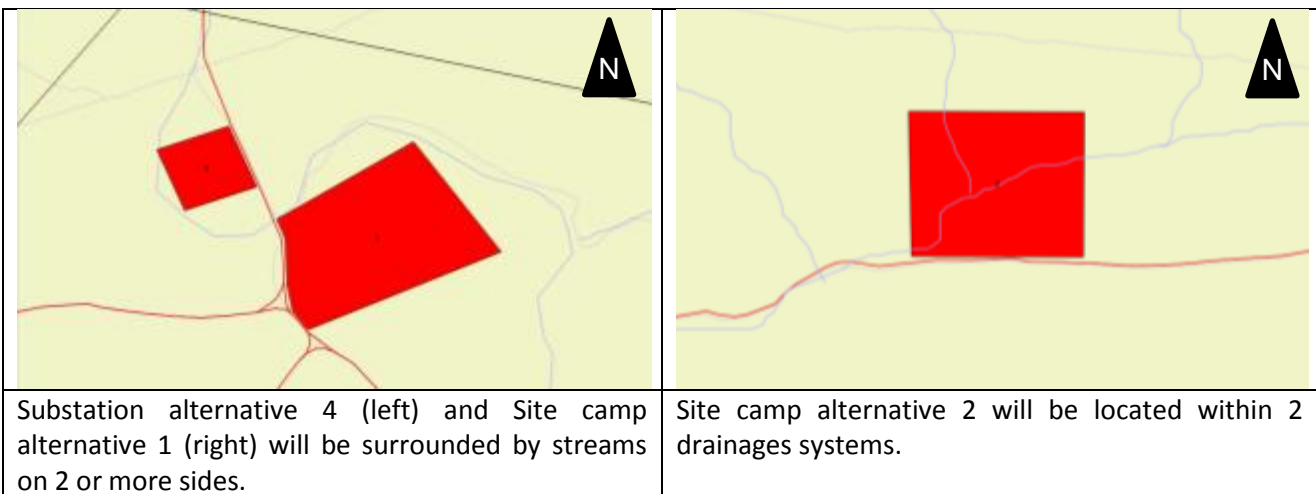 N
N
Substation alternative 4 (left) and Site camp
alternative 1 (right) will be surrounded by streams
on 2 or more sides.
Site camp alternative 2 will be located within 2
drainages systems.